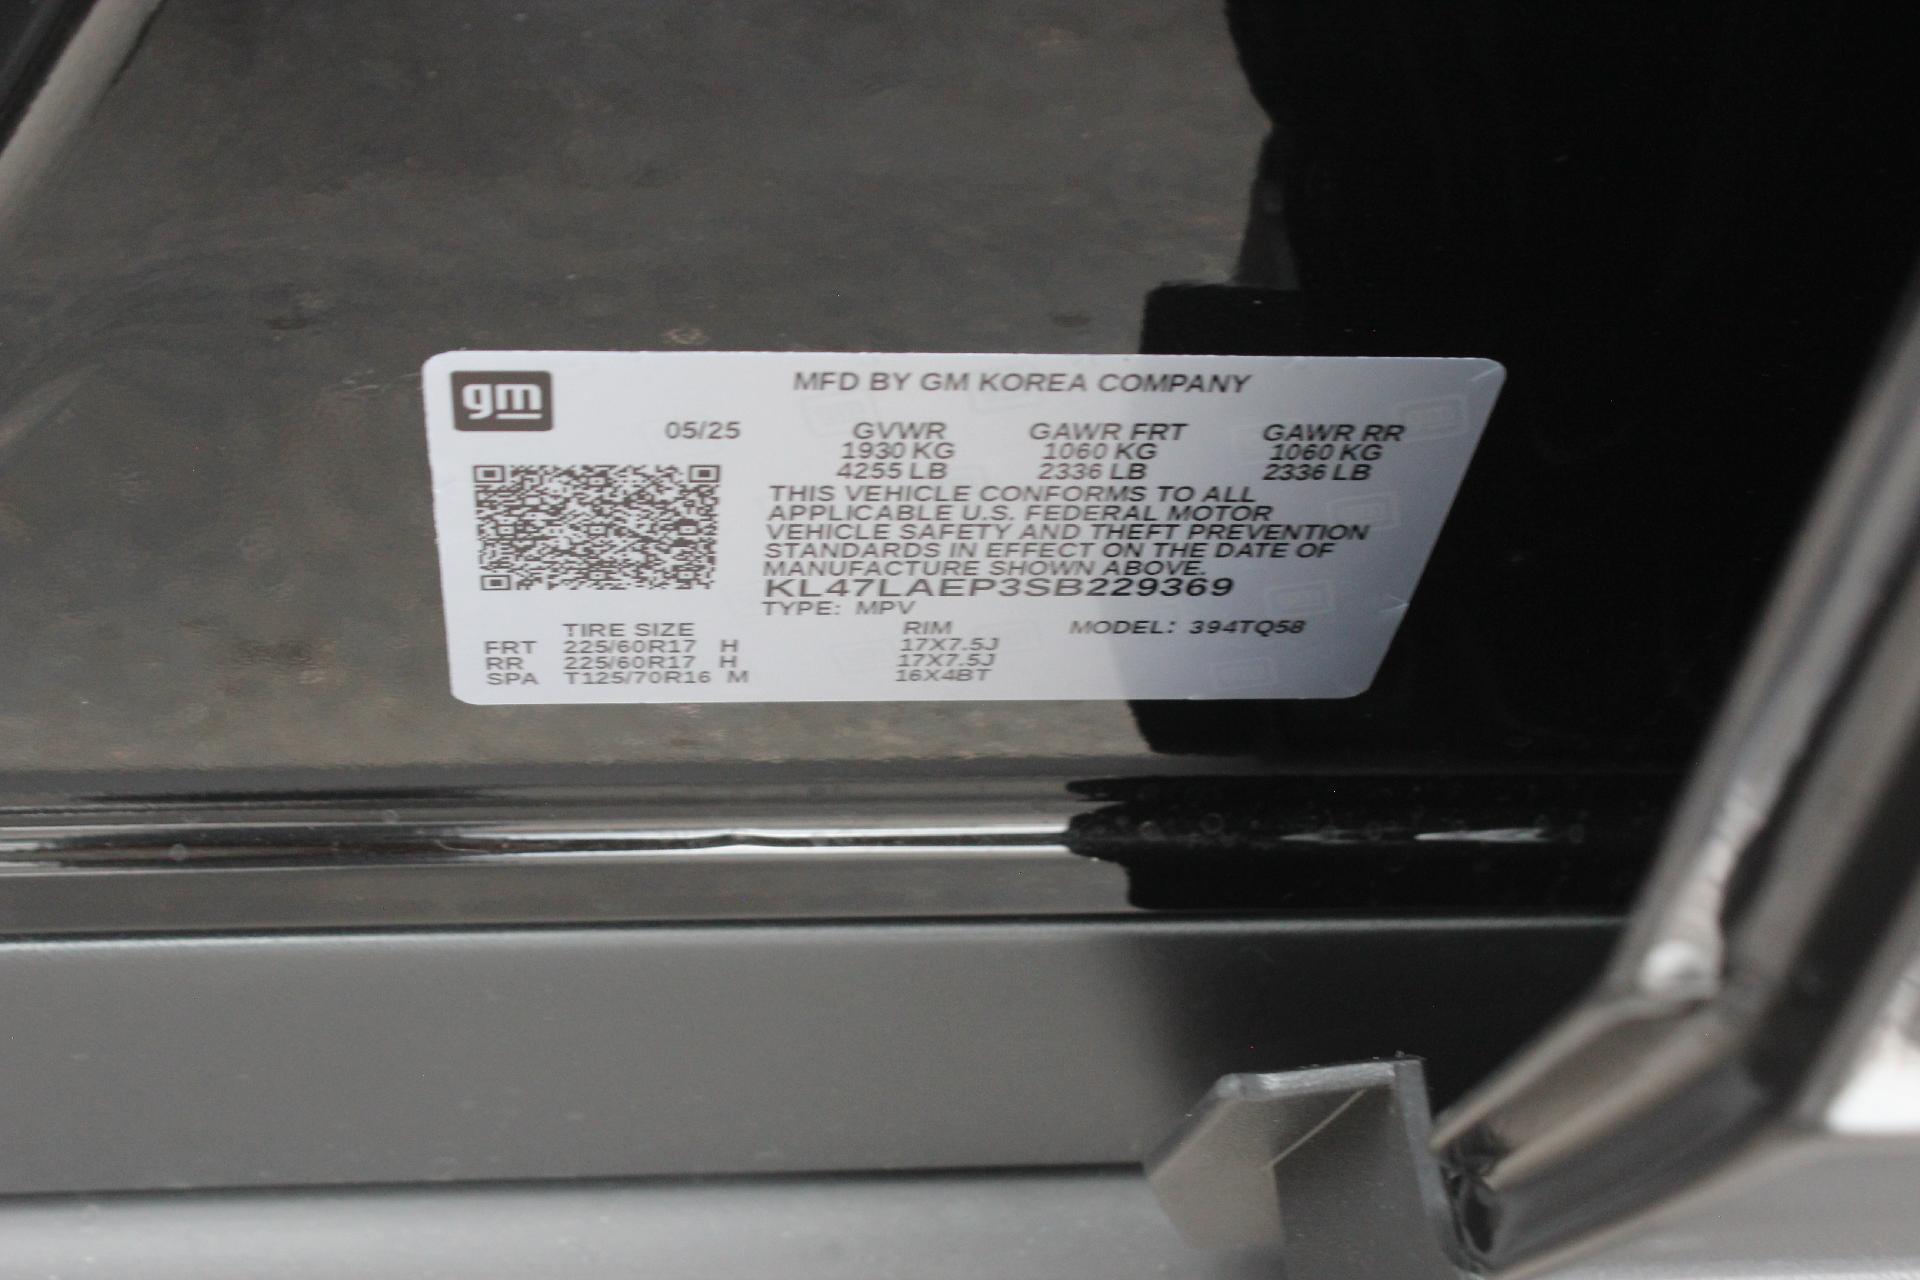 gm
MFD BY GM KOREA COMPANY
05/25 GVWR GAWR FRT GAWR RR
1930 KG 1060 KG 1060 KG
4255 LB 2336 LB 2336 LB
THIS VEHICLE CONFORMS TO ALL
APPLICABLE U.S. FEDERAL MOTOR
VEHICLE SAFETY AND THEFT PREVENTION
STANDARDS IN EFFECT ON THE DATE OF
MANUFACTURE SHOWN ABOVE.
KL47LAEP3SB229369
TYPE: MPV
TIRE SIZE RIM MODEL: 394TQ58
FRT 225/60R17 H 17X7.5J
RR 225/60R17 H 17X7.5J
SPA T125/70R16 M 16X4BT